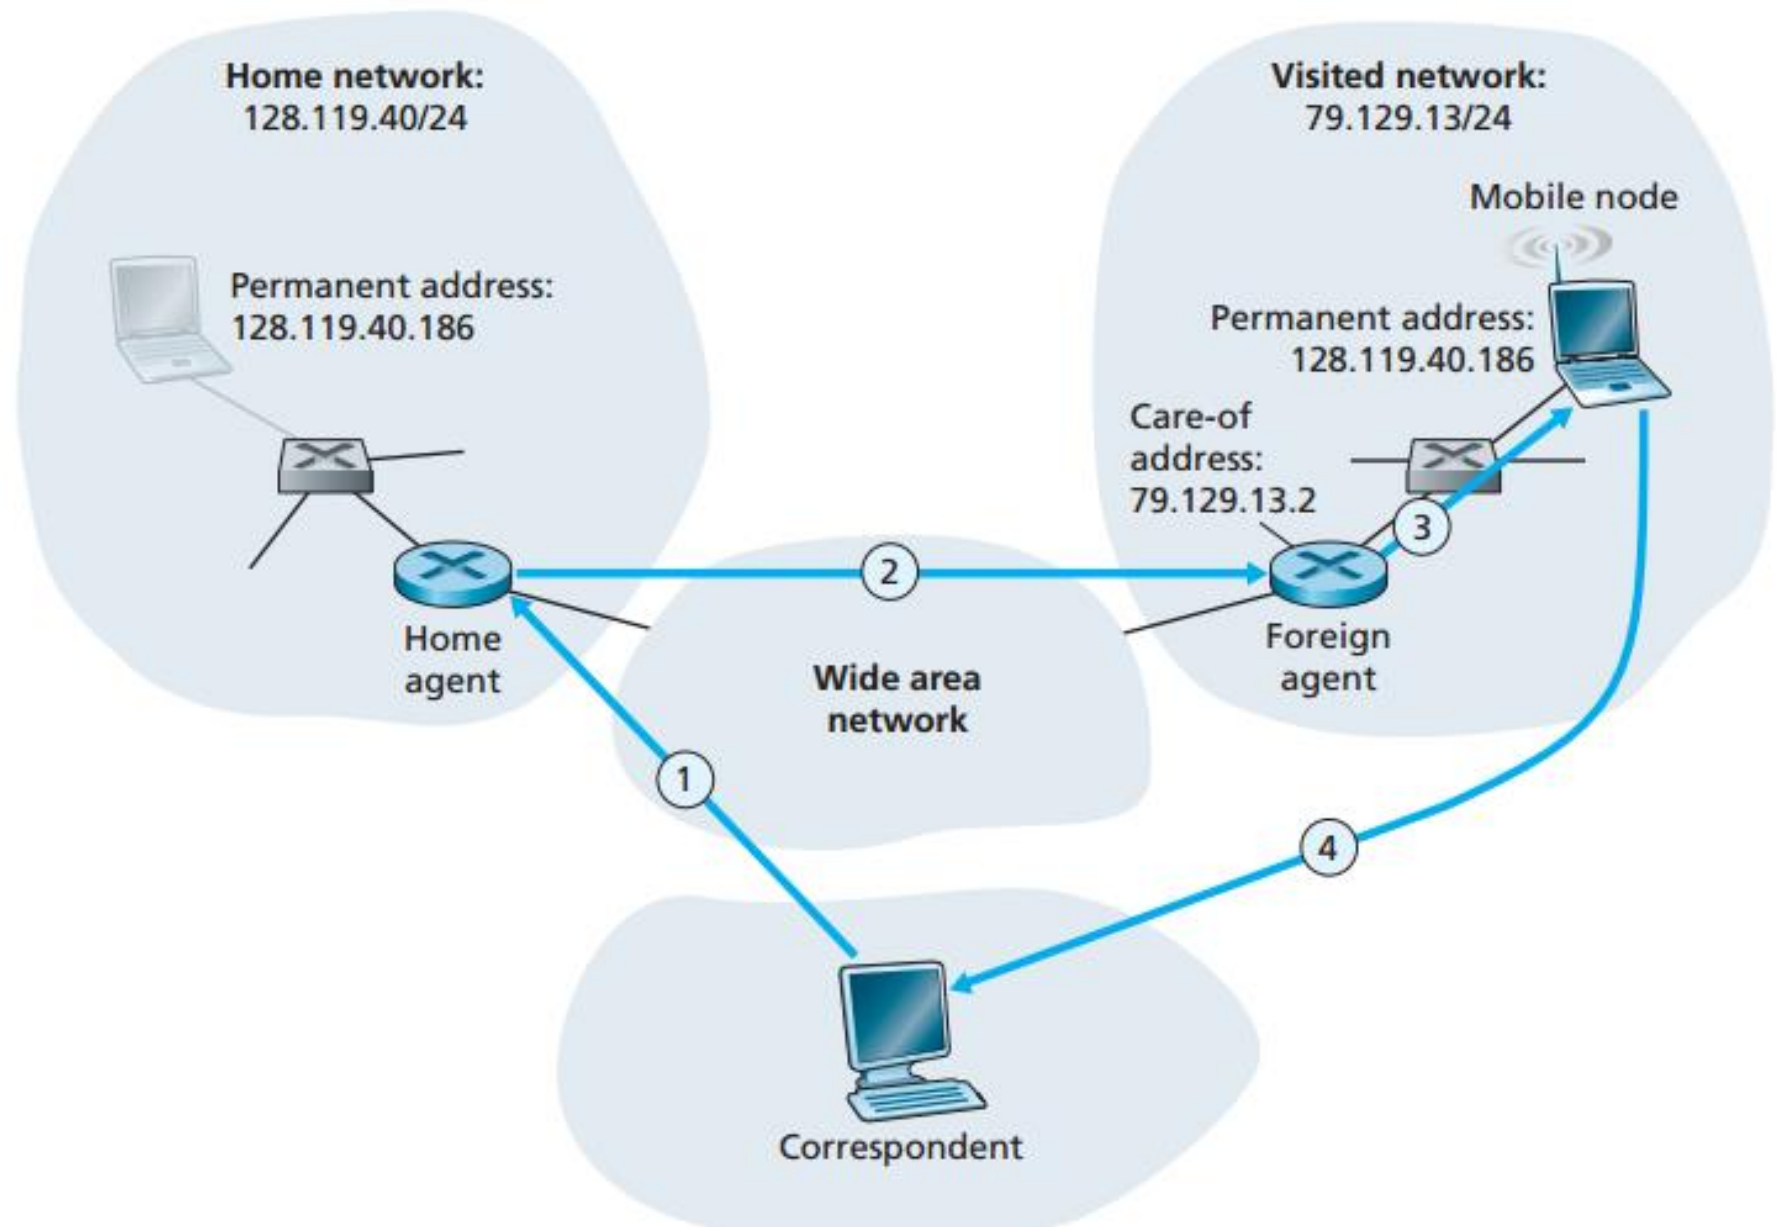 Home network:
128.119.40/24
Visited network:
79.129.13/24
Mobile node
Permanent address:
128.119.40.186
Permanent address:
128.119.40.186
Care-of
address:
79.129.13.2
3
2
Home
agent
Foreign
agent
Wide area
network
1
4
Correspondent